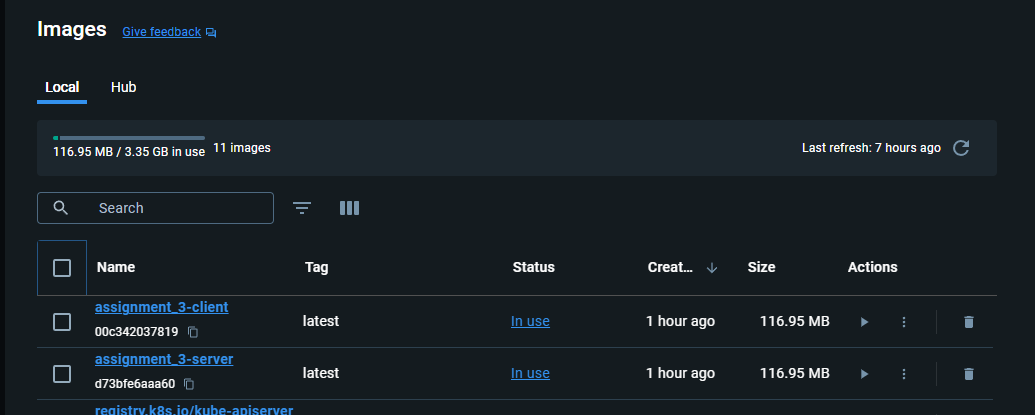 Images Give feedback
Local Hub
116.95 MB / 3.35 GB in use 11 images Last refresh: 7 hours ago
Search
Name Tag Status Creat... Size Actions
assignment_3-client
00c342037819 latest In use 1 hour ago 116.95 MB
assignment_3-server
d73bfe6aaa60 latest In use 1 hour ago 116.95 MB
registry.k8s.io/kube-apiserver